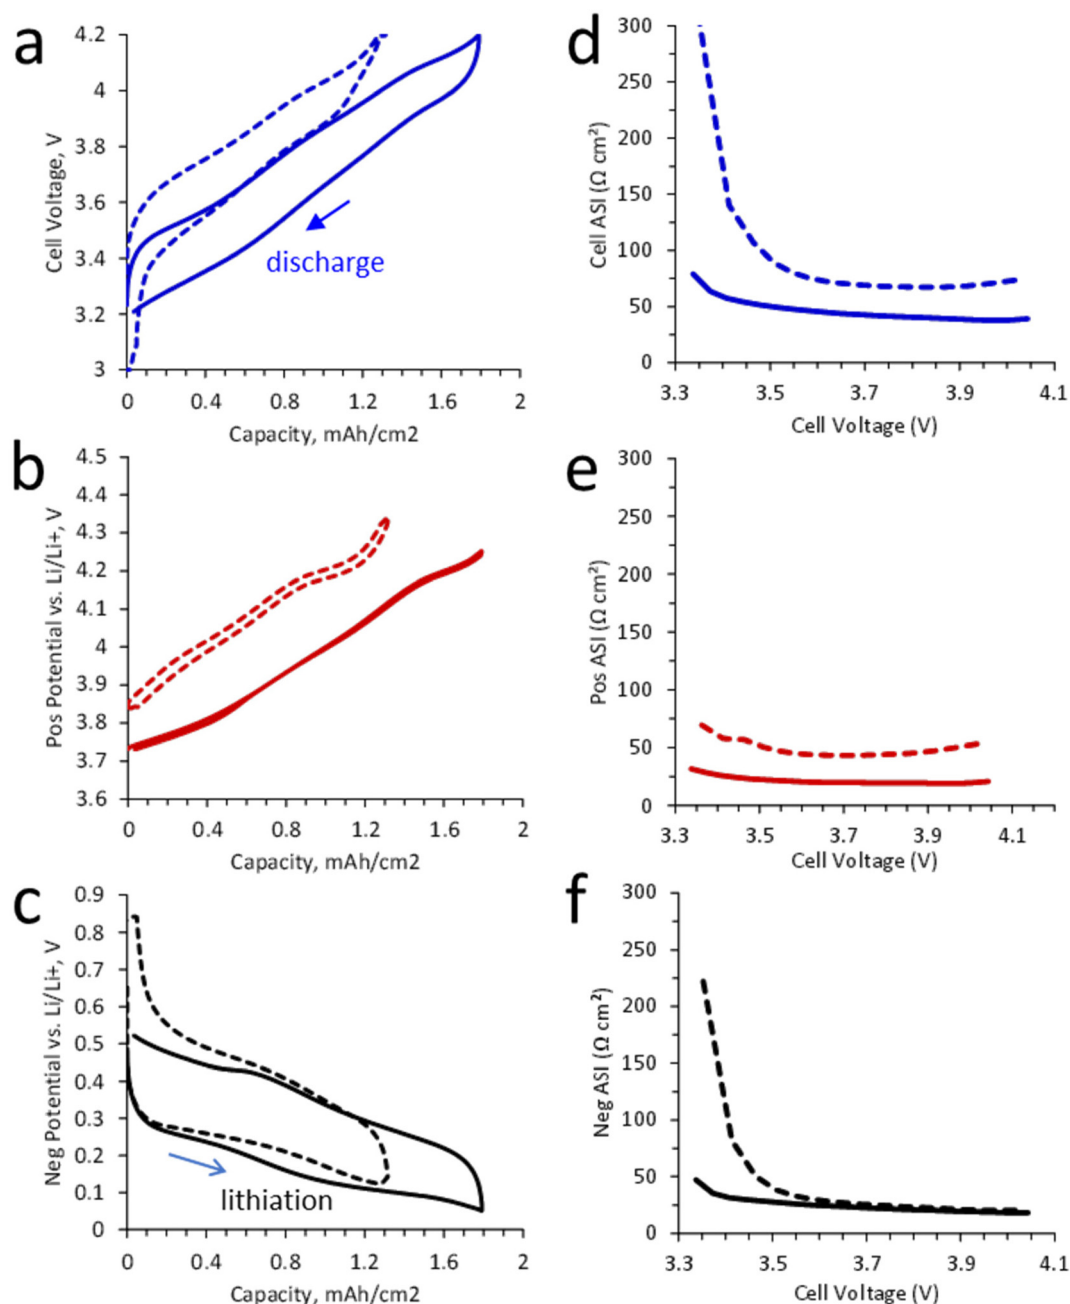 a
4.2
4
3.8
3.6
3.4
3.2
3
Cell Voltage, V
discharge
0 0.4 0.8 1.2 1.6 2
Capacity, mAh/cm2
d
300
250
200
150
100
50
0
Cell ASI (Ω cm²)
3.3 3.5 3.7 3.9 4.1
Cell Voltage (V)
b
4.5
4.4
4.3
4.2
4.1
4
3.9
3.8
3.7
3.6
Pos Potential vs. Li/Li+, V
0 0.4 0.8 1.2 1.6 2
Capacity, mAh/cm2
e
300
250
200
150
100
50
0
Pos ASI (Ω cm²)
3.3 3.5 3.7 3.9 4.1
Cell Voltage (V)
c
0.9
0.8
0.7
0.6
0.5
0.4
0.3
0.2
0.1
0
Neg Potential vs. Li/Li+, V
lithiation
0 0.4 0.8 1.2 1.6 2
Capacity, mAh/cm2
f
300
250
200
150
100
50
0
Neg ASI (Ω cm²)
3.3 3.5 3.7 3.9 4.1
Cell Voltage (V)